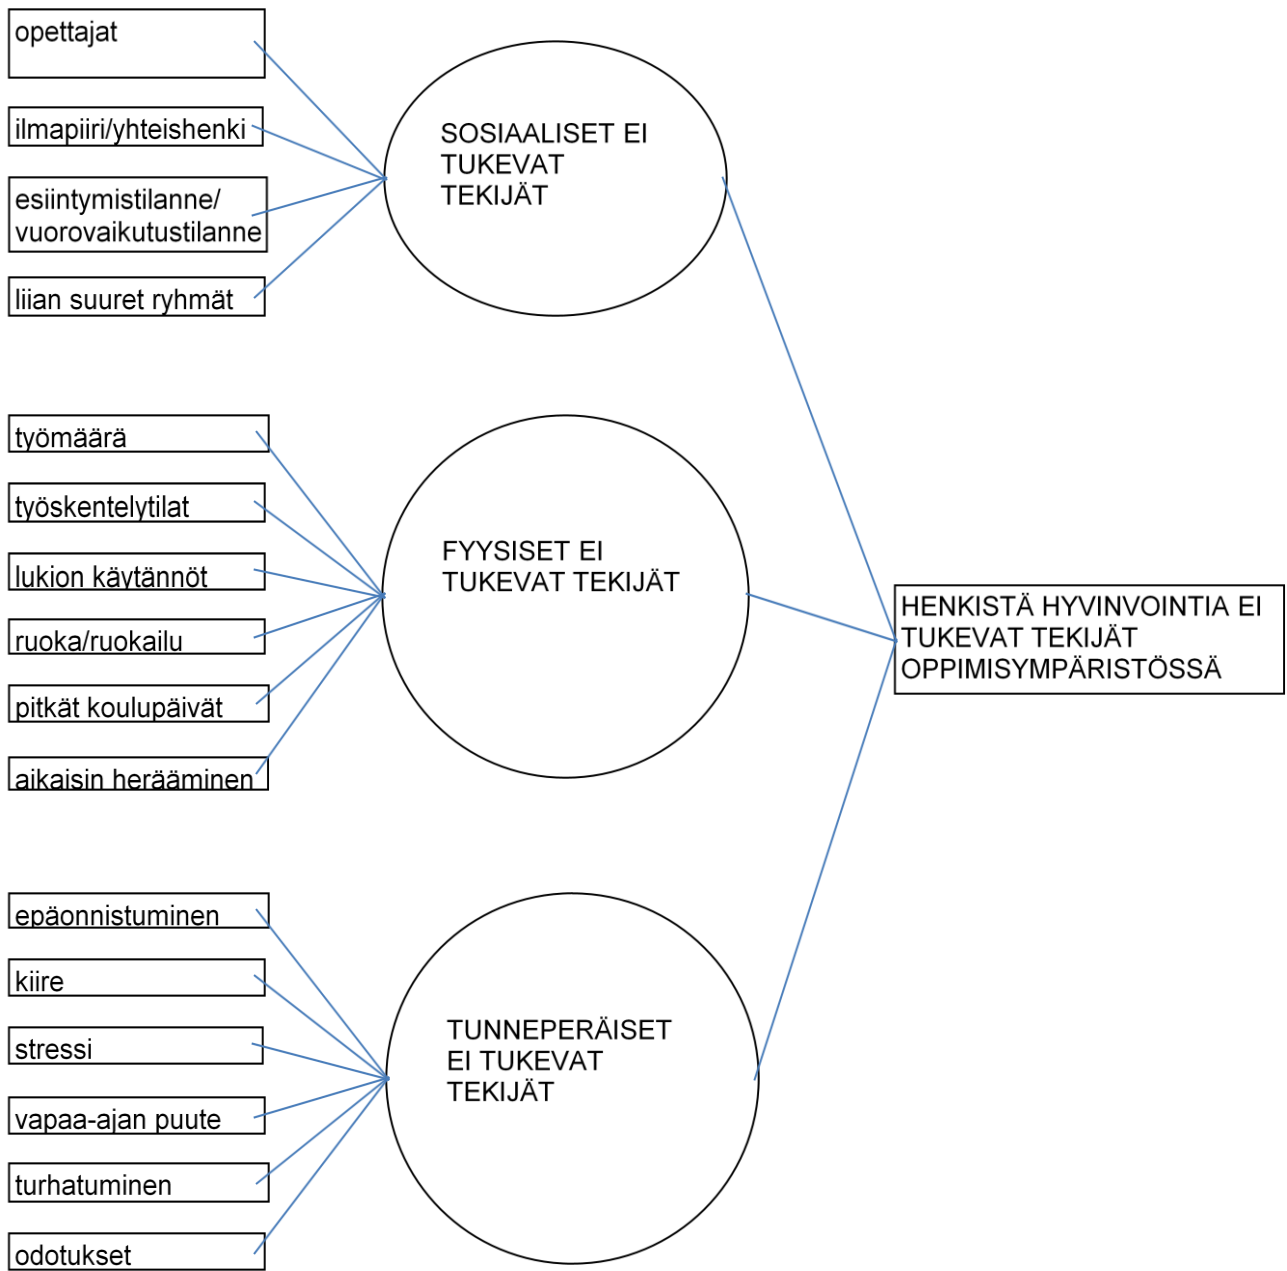 opettajat
ilmapiiri/yhteishenki
esiintymistilanne/
vuorovaikutustilanne
liian suuret ryhmät
SOSIAALISET EI
TUKEVAT
TEKIJÄT
työmäärä
työskentelytilat
lukion käytännöt
ruoka/ruokailu
pitkät koulupäivät
aikaisin herääminen
FYYSISET EI
TUKEVAT TEKIJÄT
epäonnistuminen
kiire
stressi
vapaa-ajan puute
turhatuminen
odotukset
TUNNEPERÄISET
EI TUKEVAT
TEKIJÄT
HENKISTÄ HYVINVOINTIA EI
TUKEVAT TEKIJÄT
OPPIMISYMPÄRISTÖSSÄ